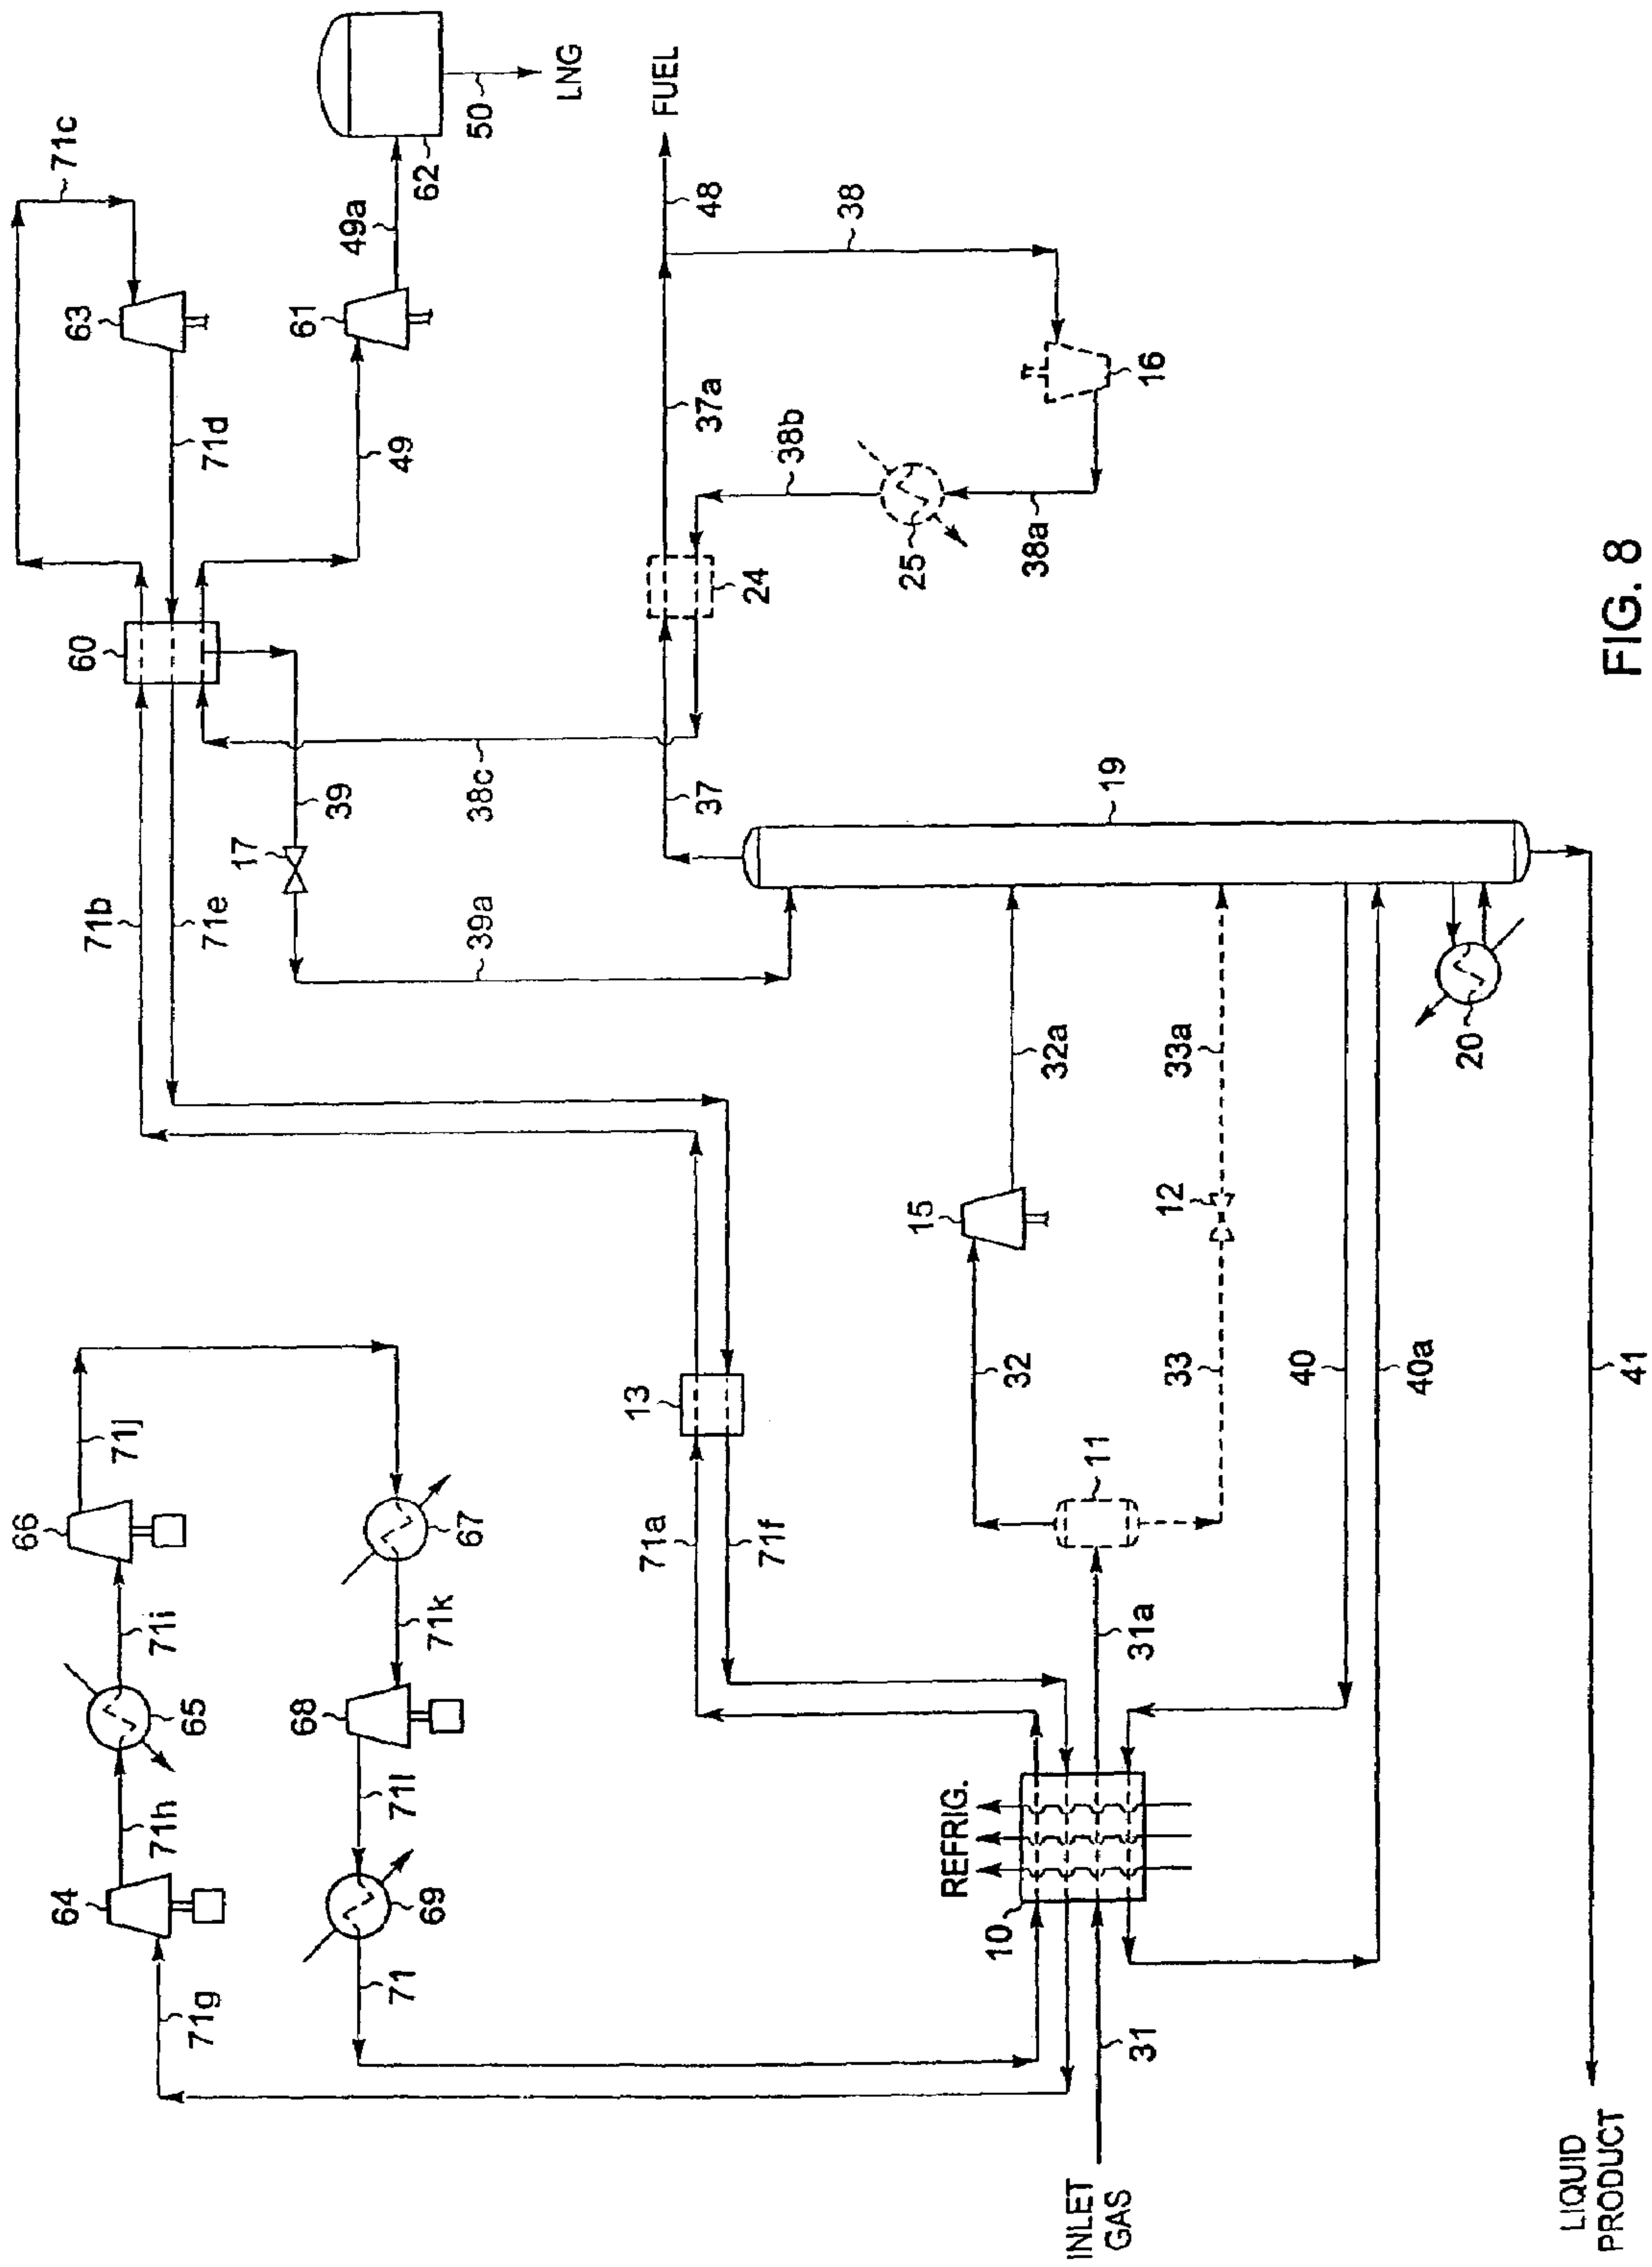 64
71h
65
71i
66
71j
71g
67
71k
68
71l
69
71
71b
71e
60
71d
63
71c
49
61
49a
62
50
LNG
17
39
39a
38c
37
24
37a
48
FUEL
38b
25
38a
38
16
13
71a
71f
REFRIG.
10
31
INLET
GAS
31a
11
32
15
32a
33
12
33a
40
40a
19
20
41
LIQUID
PRODUCT
FIG. 8